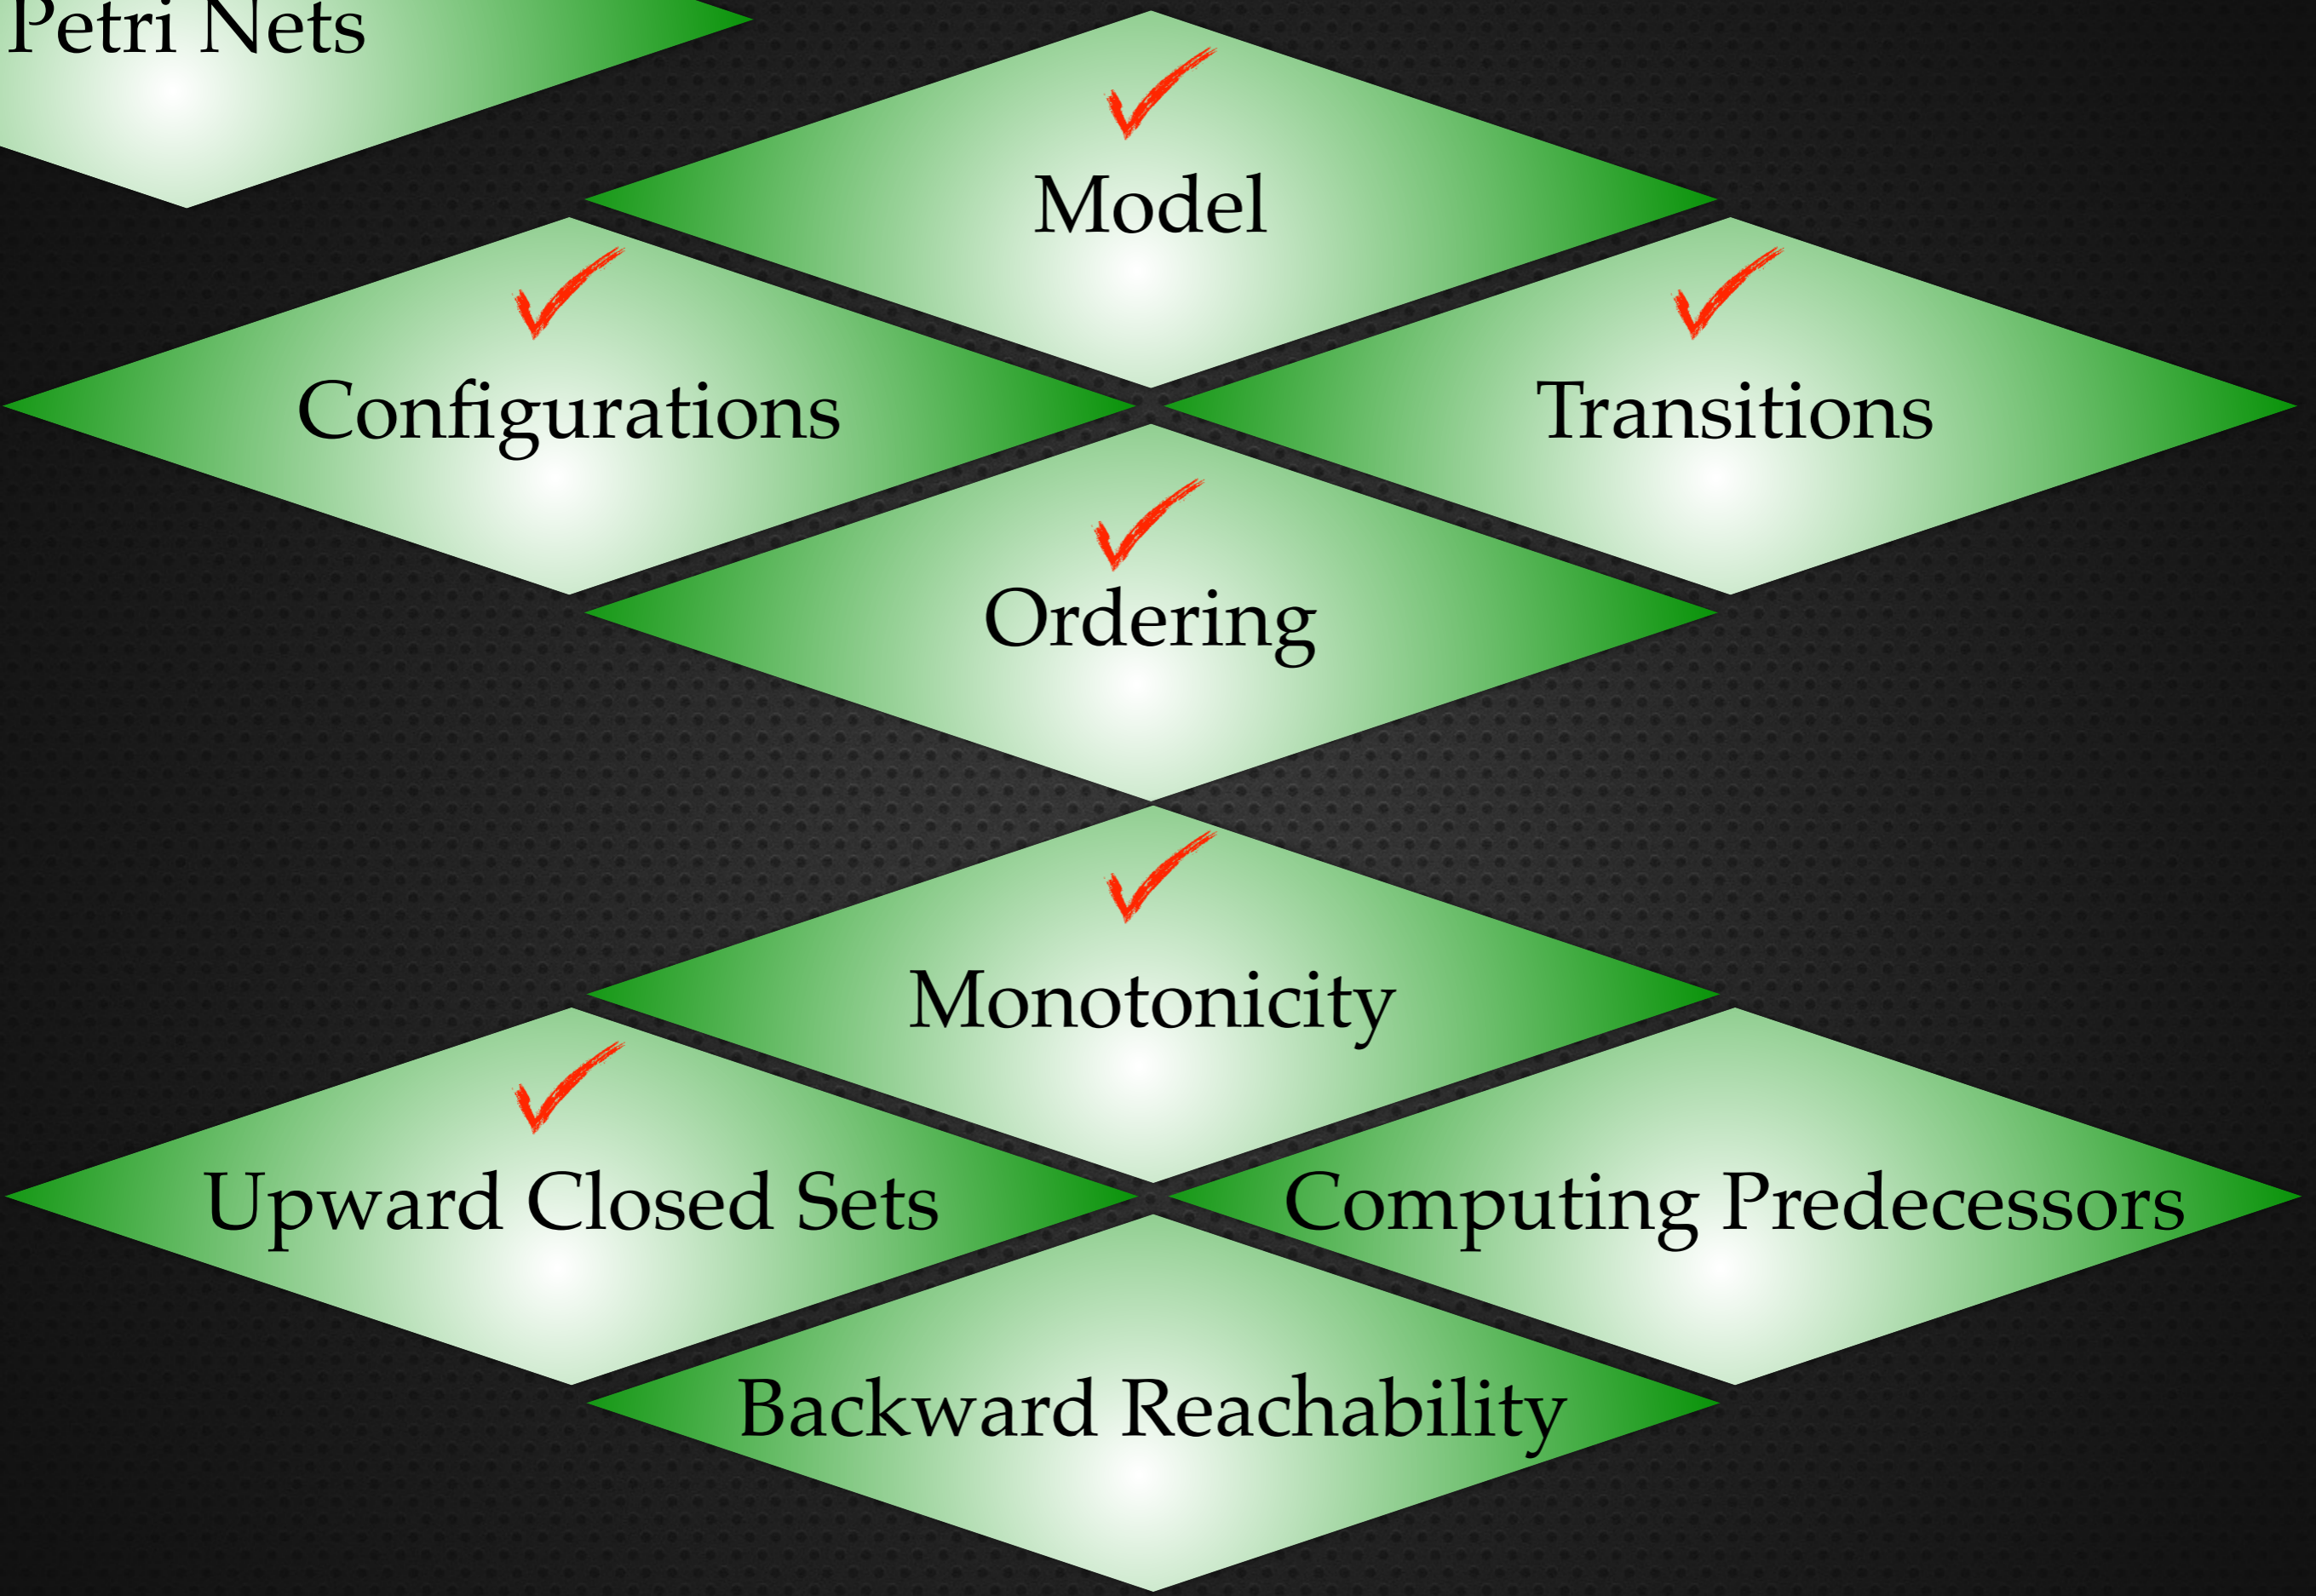 Petri Nets
Model
Configurations
Transitions
Ordering
Monotonicity
Upward Closed Sets
Computing Predecessors
Backward Reachability